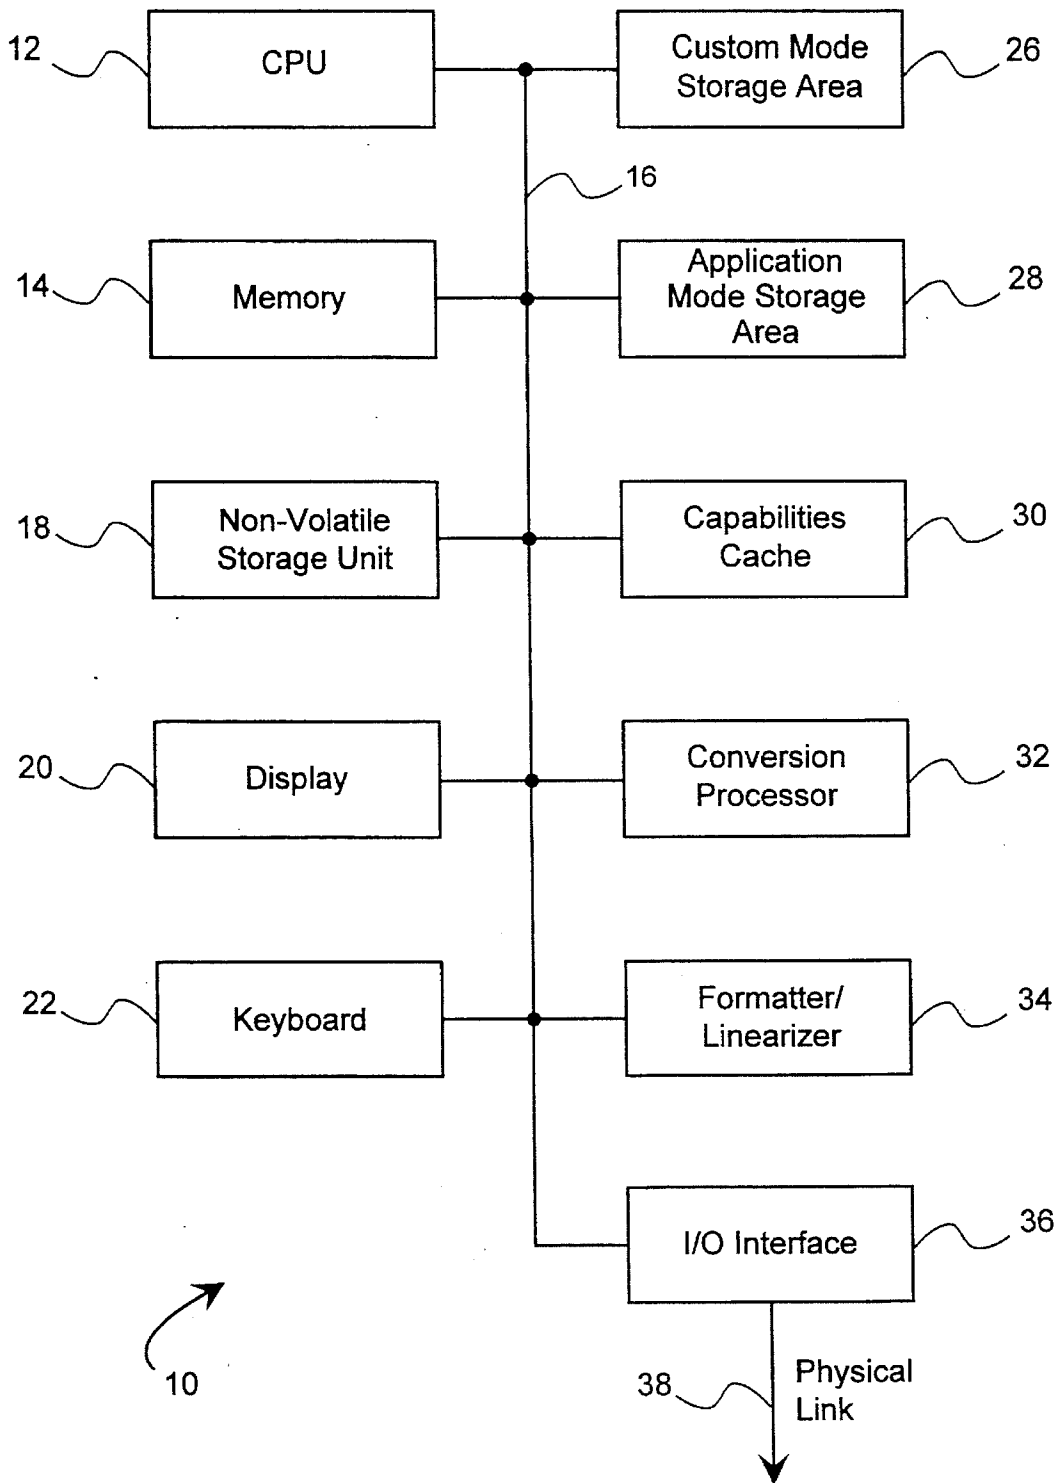 12
CPU
Custom Mode
Storage Area
26
16
14
Memory
Application
Mode Storage
Area
28
18
Non-Volatile
Storage Unit
Capabilities
Cache
30
20
Display
Conversion
Processor
32
22
Keyboard
Formatter/
Linearizer
34
I/O Interface
36
10
38
Physical
Link